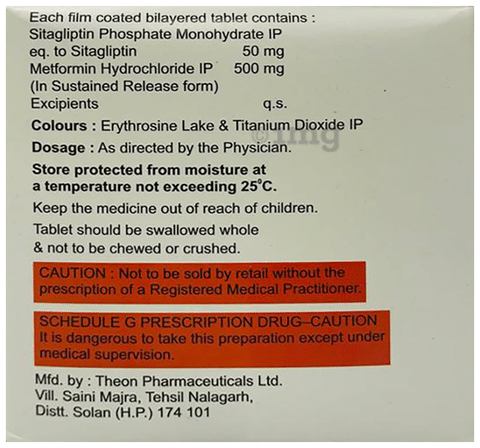 Each film coated bilayered tablet contains :
Sitagliptin Phosphate Monohydrate IP
eq. to Sitagliptin 50 mg
Metformin Hydrochloride IP 500 mg
(In Sustained Release form)
Excipients q.s.
Colours : Erythrosine Lake & Titanium Dioxide IP
Dosage : As directed by the Physician.
Store protected from moisture at
a temperature not exceeding 25°C.
Keep the medicine out of reach of children.
Tablet should be swallowed whole
& not to be chewed or crushed.
CAUTION : Not to be sold by retail without the
prescription of a Registered Medical Practitioner.
SCHEDULE G PRESCRIPTION DRUG–CAUTION
It is dangerous to take this preparation except under
medical supervision.
Mfd. by : Theon Pharmaceuticals Ltd.
Vill. Saini Majra, Tehsil Nalagarh,
Distt. Solan (H.P.) 174 101